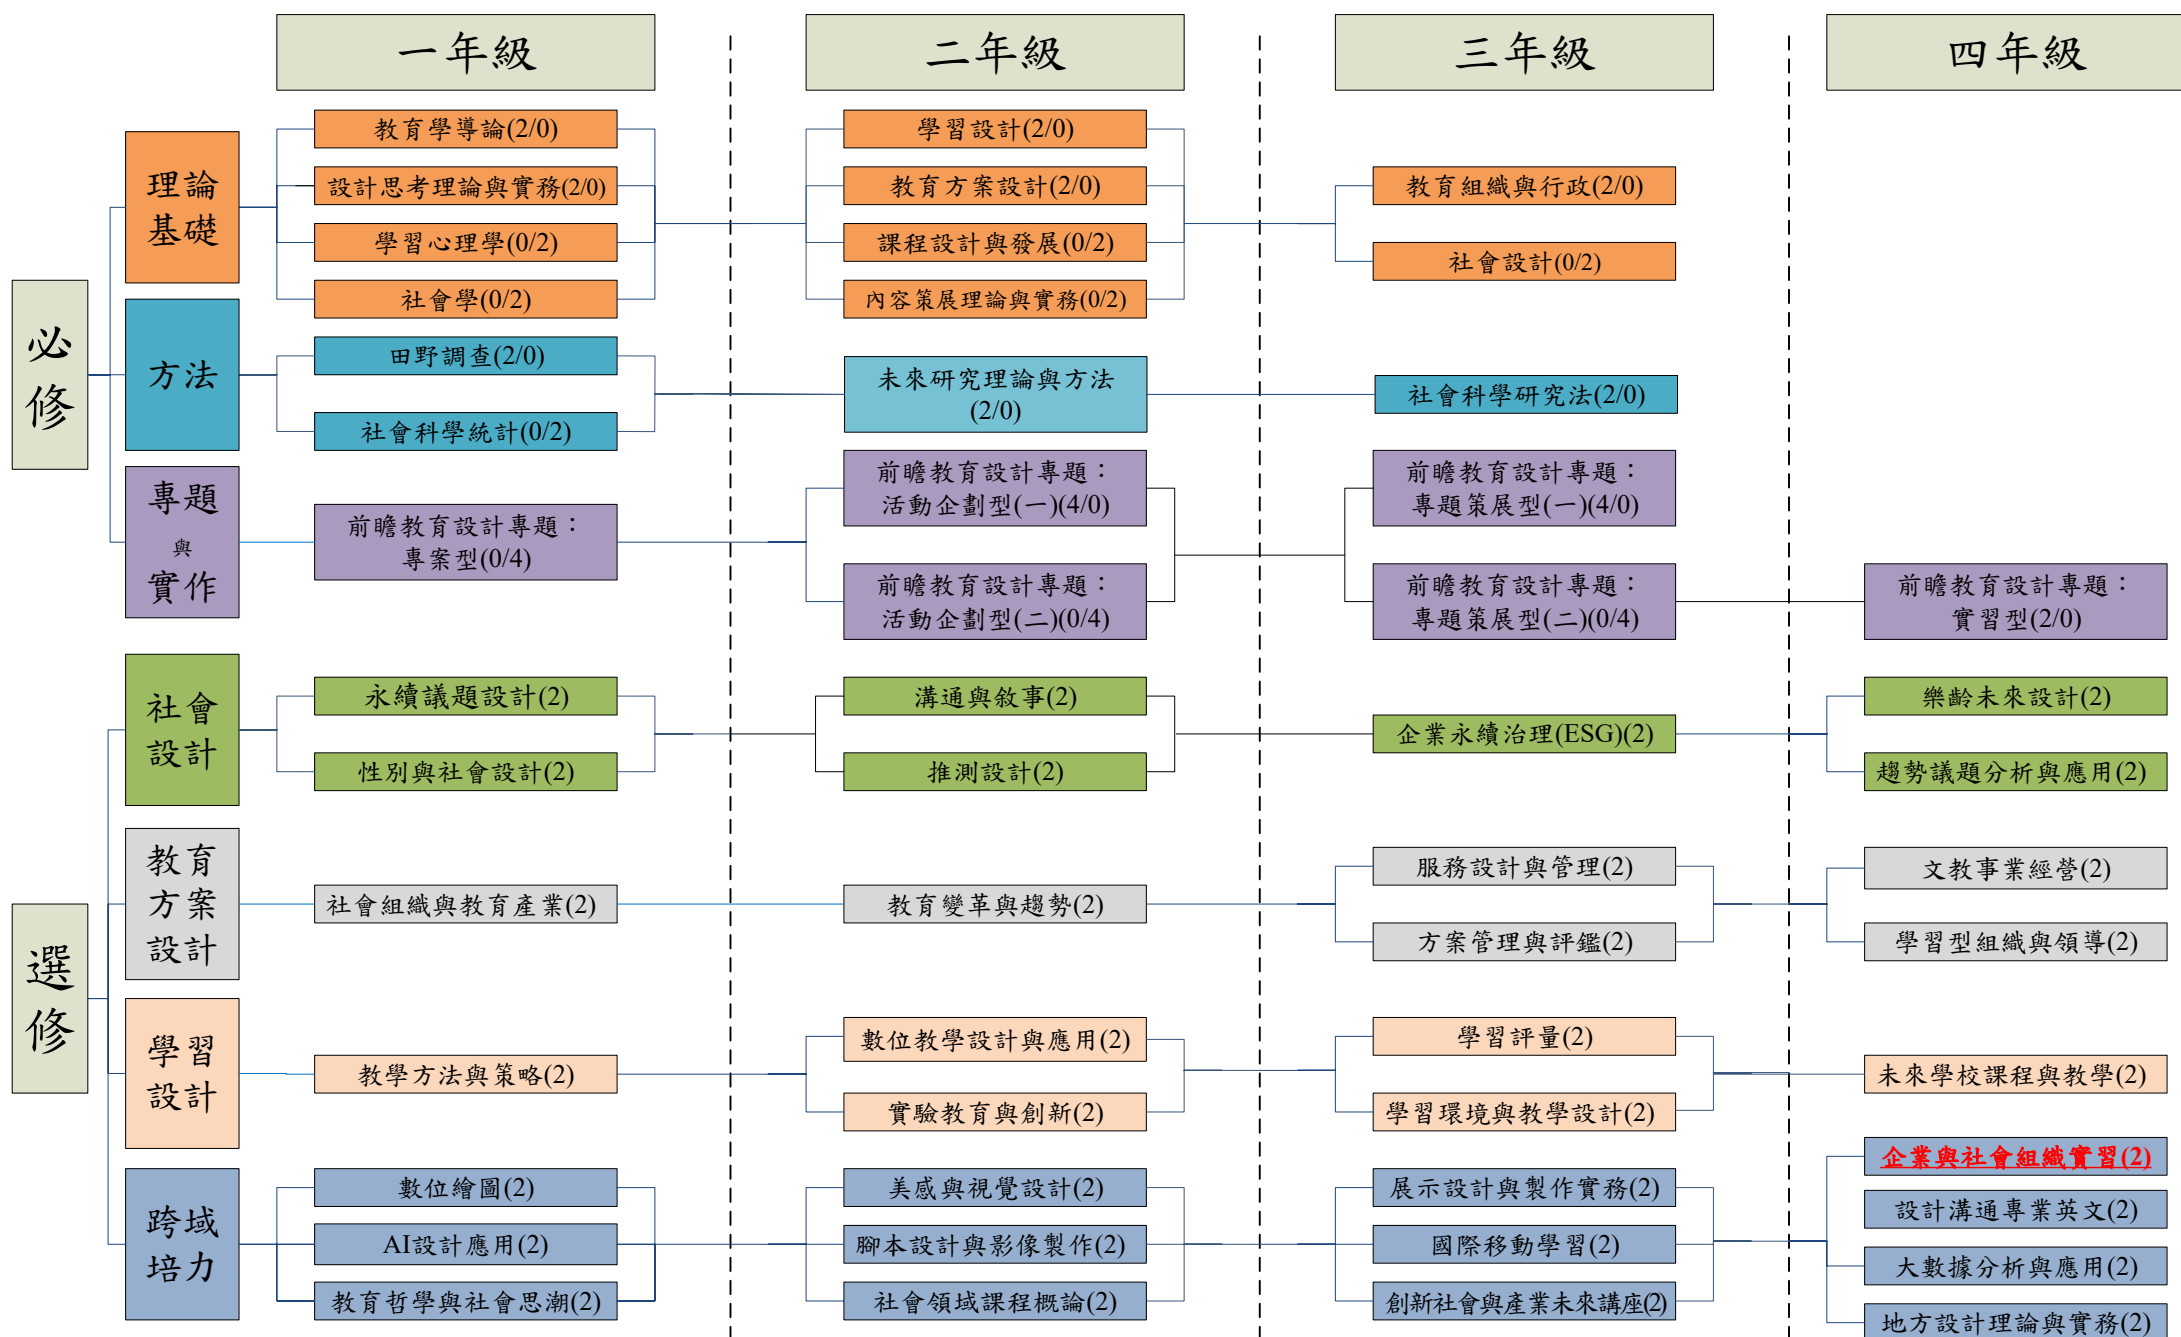 一年級
二年級
三年級
四年級
必
修
理論
基礎
教育學導論(2/0)
設計思考理論與實務(2/0)
學習心理學(0/2)
社會學(0/2)
學習設計(2/0)
教育方案設計(2/0)
課程設計與發展(0/2)
內容策展理論與實務(0/2)
教育組織與行政(2/0)
社會設計(0/2)
方法
田野調查(2/0)
社會科學統計(0/2)
未來研究理論與方法
(2/0)
社會科學研究法(2/0)
專題
與
實作
前瞻教育設計專題：
專案型(0/4)
前瞻教育設計專題：
活動企劃型(一)(4/0)
前瞻教育設計專題：
活動企劃型(二)(0/4)
前瞻教育設計專題：
專題策展型(一)(4/0)
前瞻教育設計專題：
專題策展型(二)(0/4)
前瞻教育設計專題：
實習型(2/0)
選
修
社會
設計
永續議題設計(2)
性別與社會設計(2)
溝通與敘事(2)
推測設計(2)
企業永續治理(ESG)(2)
樂齡未來設計(2)
趨勢議題分析與應用(2)
教育
方案
設計
社會組織與教育產業(2)
教育變革與趨勢(2)
服務設計與管理(2)
方案管理與評鑑(2)
文教事業經營(2)
學習型組織與領導(2)
學習
設計
教學方法與策略(2)
數位教學設計與應用(2)
實驗教育與創新(2)
學習評量(2)
學習環境與教學設計(2)
未來學校課程與教學(2)
跨域
培力
數位繪圖(2)
AI設計應用(2)
教育哲學與社會思潮(2)
美感與視覺設計(2)
腳本設計與影像製作(2)
社會領域課程概論(2)
展示設計與製作實務(2)
國際移動學習(2)
創新社會與產業未來講座(2)
企業與社會組織實習(2)
設計溝通專業英文(2)
大數據分析與應用(2)
地方設計理論與實務(2)